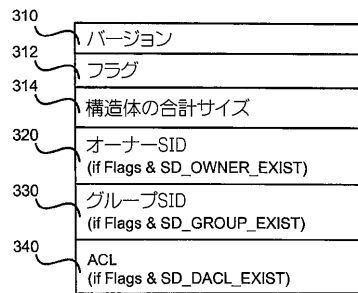 310
バージョン
312
フラグ
314
構造体の合計サイズ
320
オーナーSID
(if Flags & SD_OWNER_EXIST)
330
グループSID
(if Flags & SD_GROUP_EXIST)
340
ACL
(if Flags & SD_DACL_EXIST)